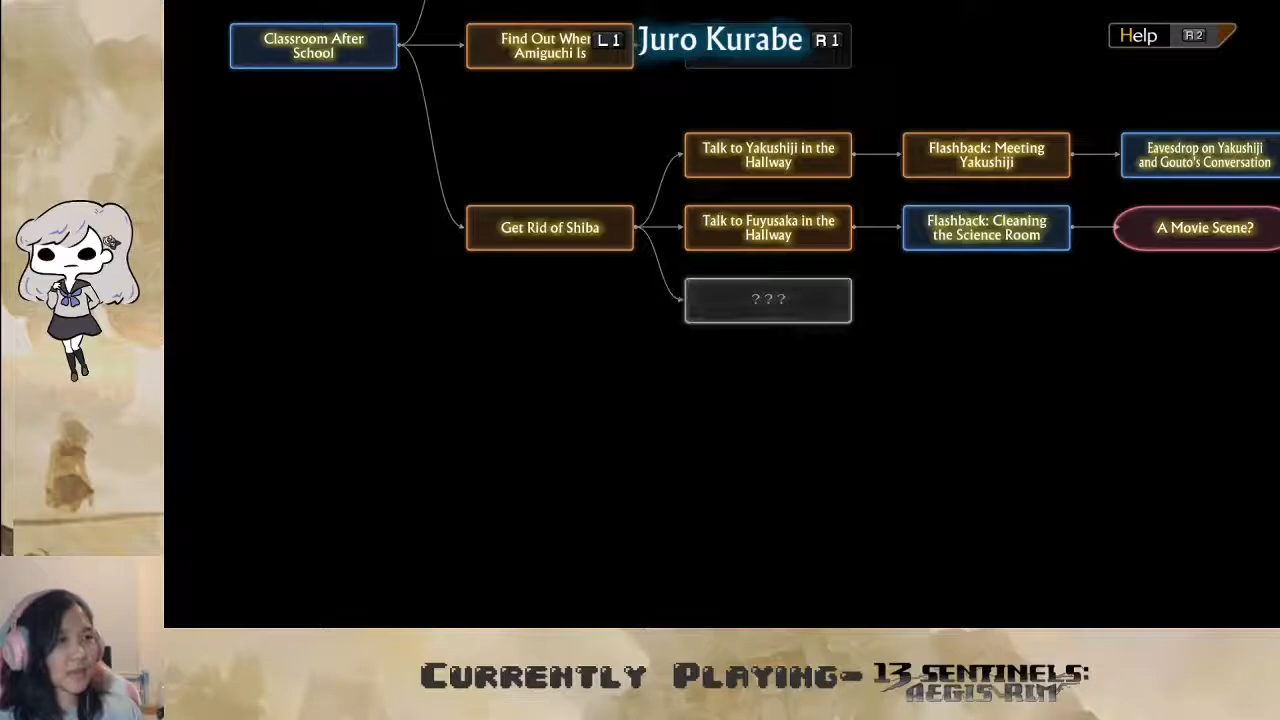 Juro Kurabe
L1
R1
Help
R2
Classroom After
School
Find Out Wher
Amiguchi Is
Talk to Yakushiji in the
Hallway
Flashback: Meeting
Yakushiji
Eavesdrop on Yakushiji
and Gouto's Conversation
Get Rid of Shiba
Talk to Fuyusaka in the
Hallway
Flashback: Cleaning
the Science Room
A Movie Scene?
???
Currently Playing-
13 SENTINELS:
AEGIS RIM